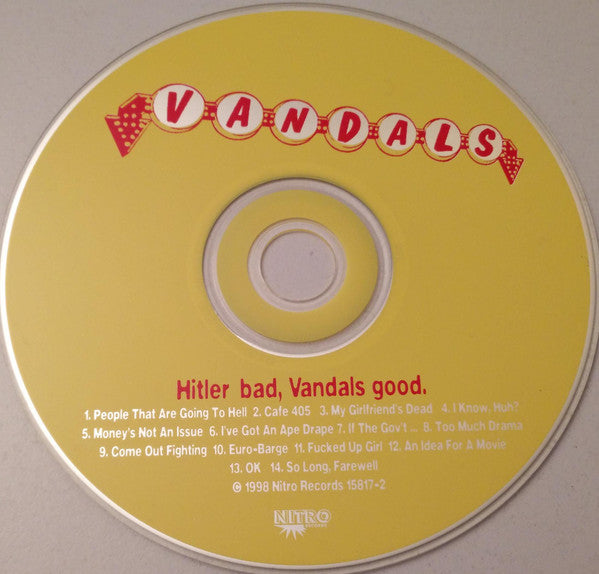 VANDALS
Hitler bad, Vandals good.
1. People That Are Going To Hell 2. Cafe 405 3. My Girlfriend's Dead 4. I Know, Huh?
5. Money's Not An Issue 6. I've Got An Ape Drape 7. If The Gov't ... 8. Too Much Drama
9. Come Out Fighting 10. Euro-Barge 11. Fucked Up Girl 12. An Idea For A Movie
13. OK 14. So Long, Farewell
© 1998 Nitro Records 15817-2
NITRO
RECORDS